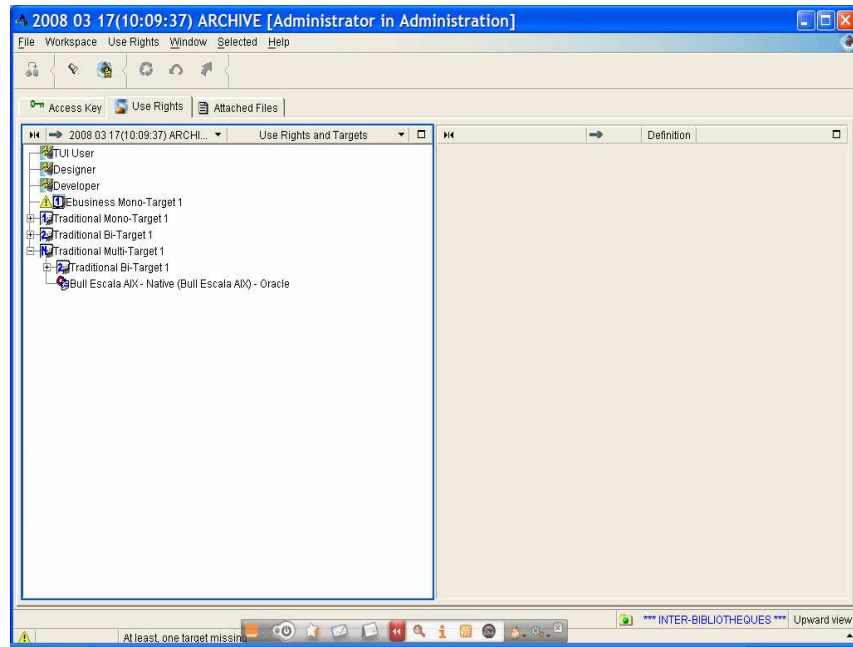 2008 03 17(10:09:37) ARCHIVE [Administrator in Administration]
File Workspace Use Rights Window Selected Help
Access Key Use Rights Attached Files
2008 03 17(10:09:37) ARCHI... Use Rights and Targets Definition
TUI User
Designer
Developer
Ebusiness Mono-Target 1
Traditional Mono-Target 1
Traditional Bi-Target 1
Traditional Multi-Target 1
Traditional Bi-Target 1
Bull Escala AIX - Native (Bull Escala AIX) - Oracle
*** INTER-BIBLIOTHEQUES *** Upward view
At least, one target missing